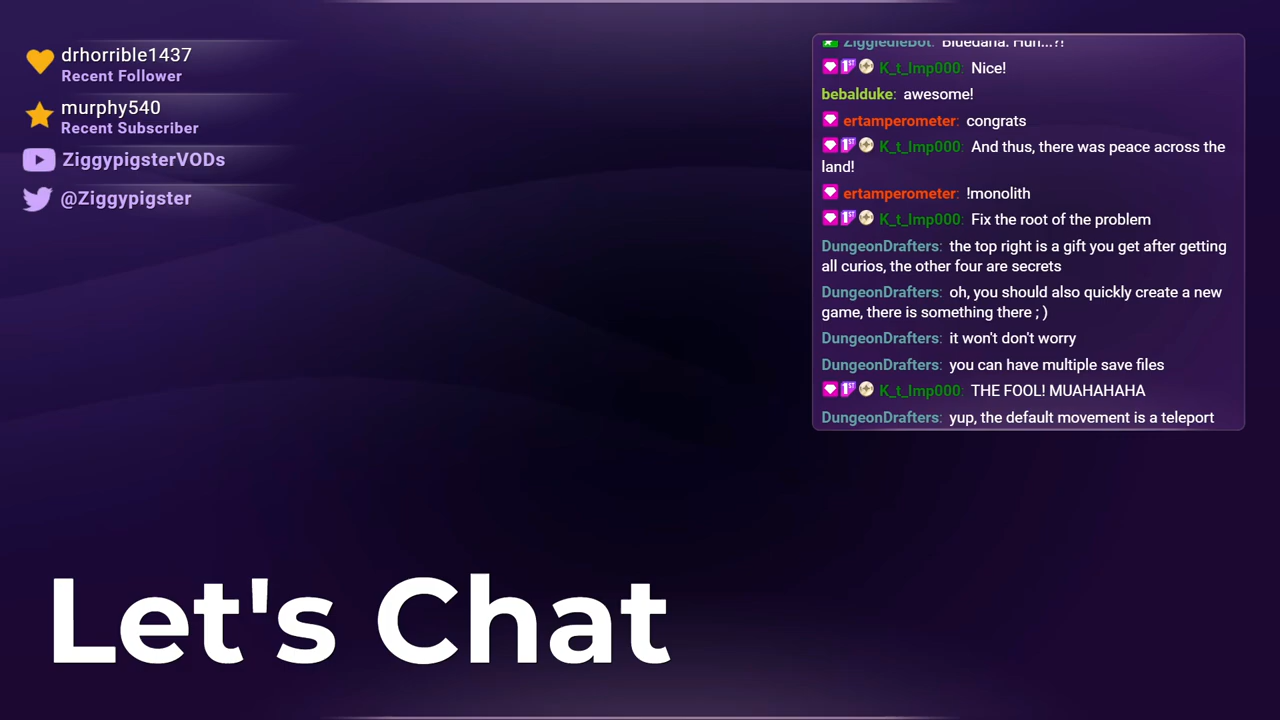 drhorrible1437
Recent Follower
murphy540
Recent Subscriber
ZiggypigsterVODs
@Ziggypigster
K_t_Imp000: Nice!
bebalduke: awesome!
ertamperometer: congrats
K_t_Imp000: And thus, there was peace across the
land!
ertamperometer: !monolith
K_t_Imp000: Fix the root of the problem
DungeonDrafters: the top right is a gift you get after getting
all curios, the other four are secrets
DungeonDrafters: oh, you should also quickly create a new
game, there is something there ; )
DungeonDrafters: it won't don't worry
DungeonDrafters: you can have multiple save files
K_t_Imp000: THE FOOL! MUAHAHAHA
DungeonDrafters: yup, the default movement is a teleport
Let's Chat